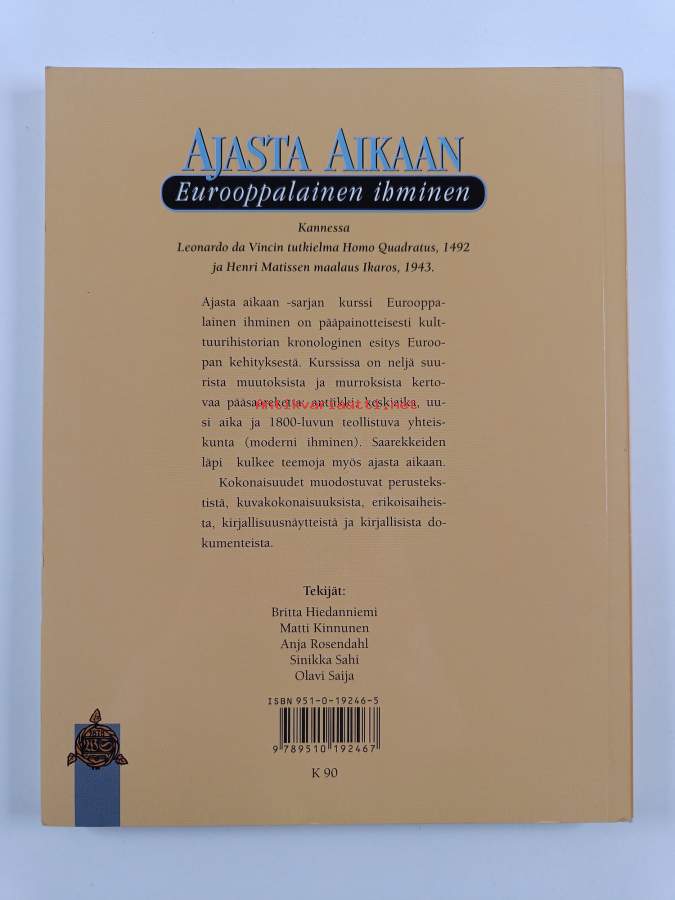 AJASTA AIKAAN
Eurooppalainen ihminen
Kannessa
Leonardo da Vincin tutkielma Homo Quadratus, 1492
ja Henri Matissen maalaus Ikaros, 1943.
Ajasta aikaan -sarjan kurssi Eurooppa-
lainen ihminen on pääpainotteisesti kult-
tuurihistorian kronologinen esitys Euroo-
pan kehityksestä. Kurssissa on neljä suu-
rista muutoksista ja murroksista kerto-
vaa pääsaareketta: antiikki, keskiaika, uu-
Antikvariaatti.net
si aika ja 1800-luvun teollistuva yhteis-
kunta (moderni ihminen). Saarekkeiden
läpi kulkee teemoja myös ajasta aikaan.
Kokonaisuudet muodostuvat perusteks-
tistä, kuvakokonaisuuksista, erikoisaiheis-
ta, kirjallisuusnäytteistä ja kirjallisista do-
kumenteista.
Tekijät:
Britta Hiedanniemi
Matti Kinnunen
Anja Rosendahl
Sinikka Sahi
Olavi Saija
ISBN 951-0-19246-5
9 789510 192467
K 90
1878
WS